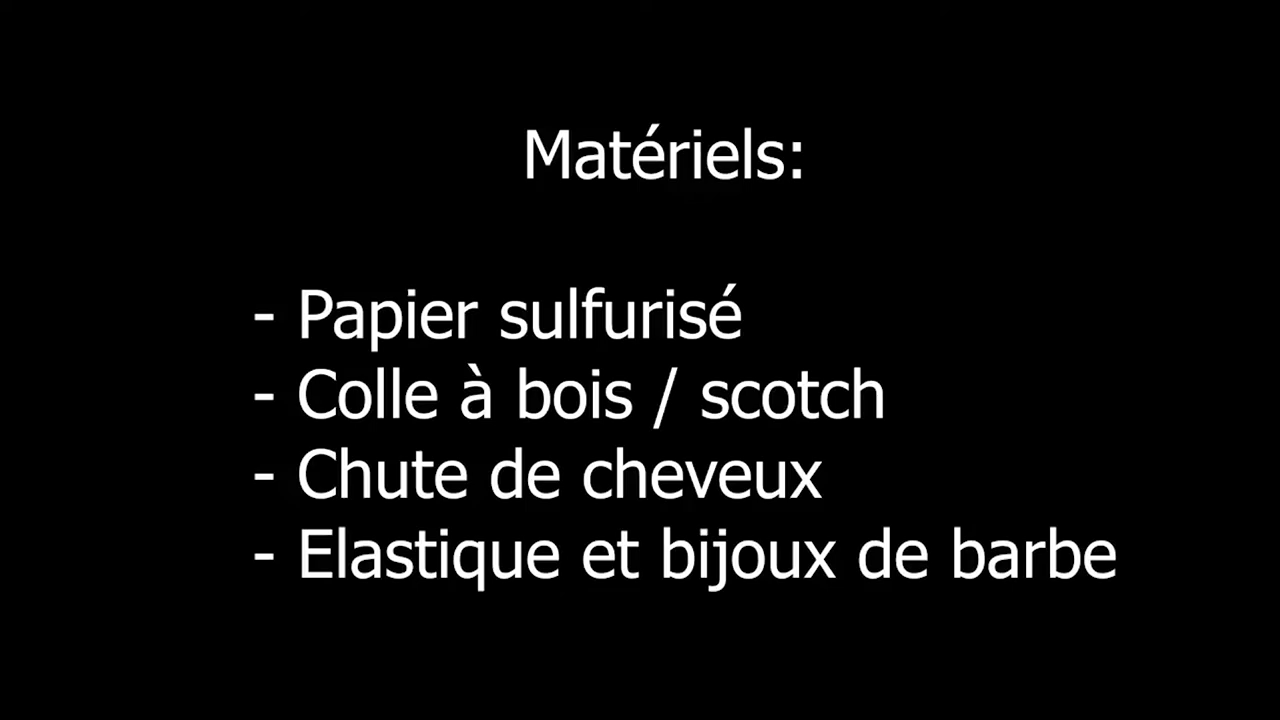 Matériels:
- Papier sulfurisé
- Colle à bois / scotch
- Chute de cheveux
- Elastique et bijoux de barbe